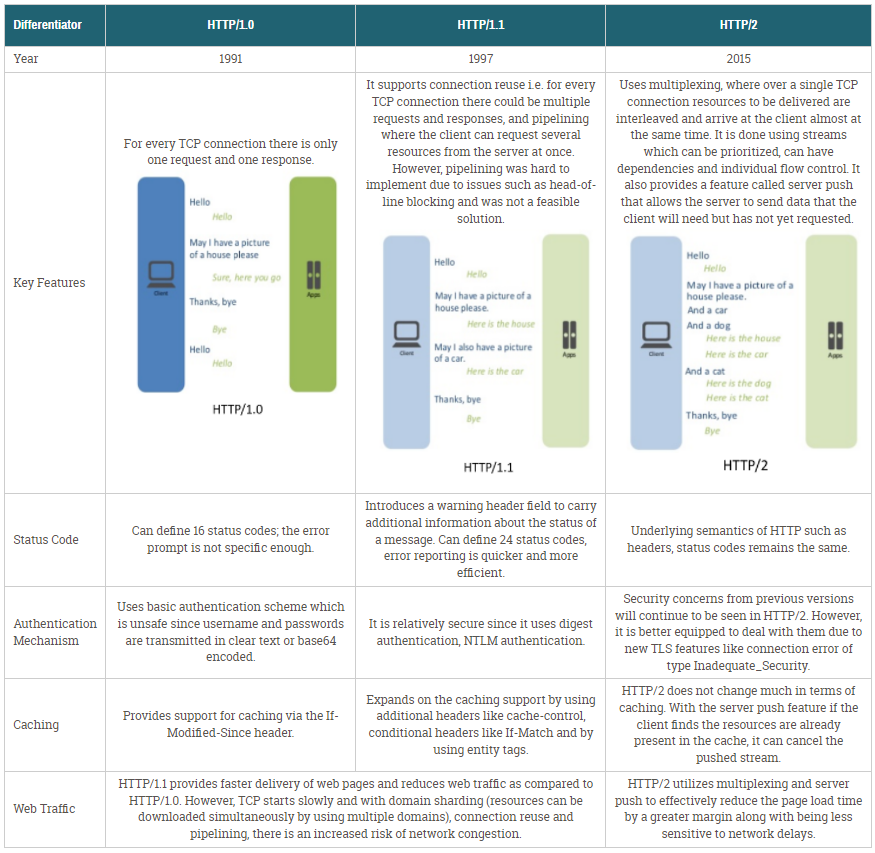 Differentiator HTTP/1.0 HTTP/1.1 HTTP/2
Year 1991 1997 2015
Key Features
For every TCP connection there is only
one request and one response.
Hello
Hello
May I have a picture
of a house please
Sure, here you go
Thanks, bye
Bye
Hello
Hello
Client
Apps
HTTP/1.0
It supports connection reuse i.e. for every
TCP connection there could be multiple
requests and responses, and pipelining
where the client can request several
resources from the server at once.
However, pipelining was hard to
implement due to issues such as head-of-
line blocking and was not a feasible
solution.
Hello
Hello
May I have a picture of a
house please.
Here is the house
May I also have a picture
of a car.
Here is the car
Thanks, bye
Bye
Client
Apps
HTTP/1.1
Uses multiplexing, where over a single TCP
connection resources to be delivered are
interleaved and arrive at the client almost at
the same time. It is done using streams
which can be prioritized, can have
dependencies and individual flow control. It
also provides a feature called server push
that allows the server to send data that the
client will need but has not yet requested.
Hello
Hello
May I have a picture of a
house please.
And a car
And a dog
Here is the house
Here is the car
And a cat
Here is the dog
Here is the cat
Thanks, bye
Bye
Client
Apps
HTTP/2
Status Code
Can define 16 status codes; the error
prompt is not specific enough.
Introduces a warning header field to carry
additional information about the status of
a message. Can define 24 status codes,
error reporting is quicker and more
efficient.
Underlying semantics of HTTP such as
headers, status codes remains the same.
Authentication
Mechanism
Uses basic authentication scheme which
is unsafe since username and passwords
are transmitted in clear text or base64
encoded.
It is relatively secure since it uses digest
authentication, NTLM authentication.
Security concerns from previous versions
will continue to be seen in HTTP/2. However,
it is better equipped to deal with them due to
new TLS features like connection error of
type Inadequate_Security.
Caching
Provides support for caching via the If-
Modified-Since header.
Expands on the caching support by using
additional headers like cache-control,
conditional headers like If-Match and by
using entity tags.
HTTP/2 does not change much in terms of
caching. With the server push feature if the
client finds the resources are already
present in the cache, it can cancel the
pushed stream.
Web Traffic
HTTP/1.1 provides faster delivery of web pages and reduces web traffic as compared to
HTTP/1.0. However, TCP starts slowly and with domain sharding (resources can be
downloaded simultaneously by using multiple domains), connection reuse and
pipelining, there is an increased risk of network congestion.
HTTP/2 utilizes multiplexing and server
push to effectively reduce the page load time
by a greater margin along with being less
sensitive to network delays.